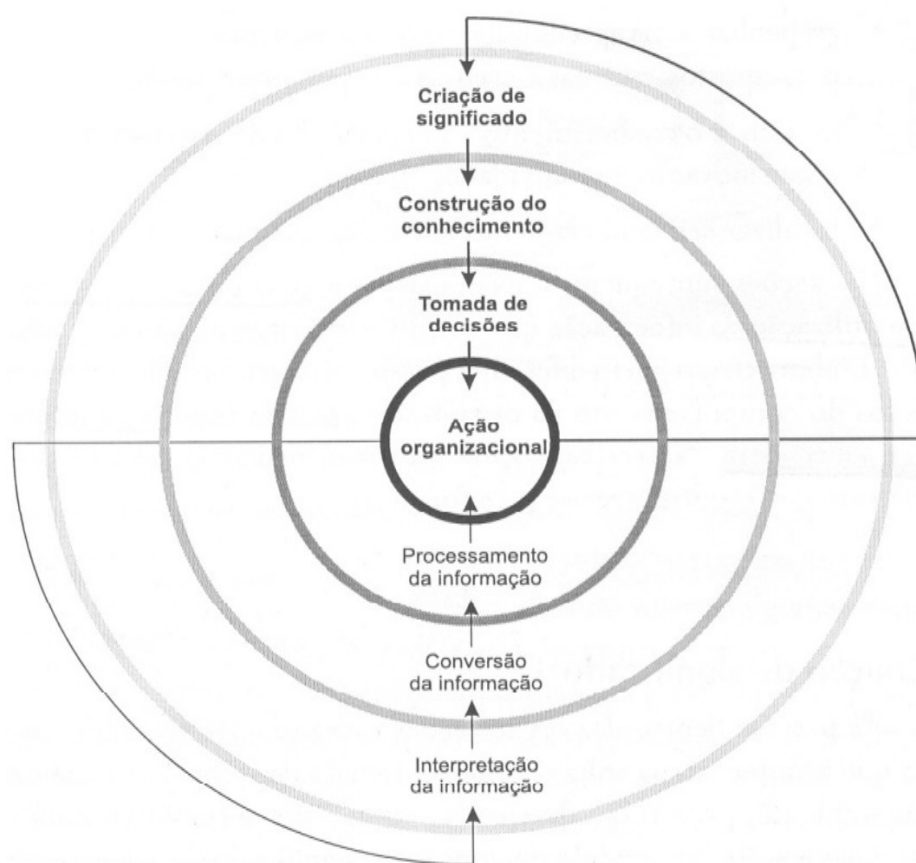 Criação de
significado
Construção do
conhecimento
Tomada de
decisões
Ação
organizacional
Processamento
da informação
Conversão
da informação
Interpretação
da informação